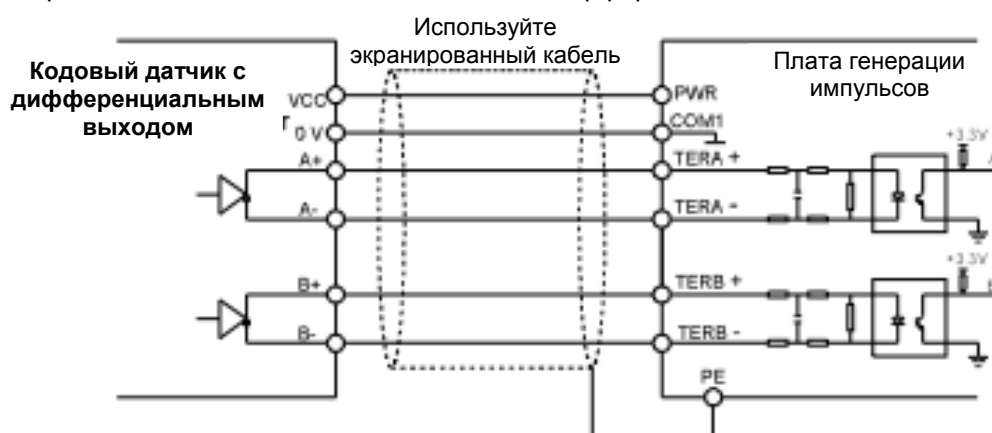 Используйте
экранированный кабель
Кодовый датчик с
дифференциальным
выходом
Плата генерации
импульсов
VCC
PWR
0 V
COM1
A+
TERA +
+3.3V
A-
TERA -
B+
TERB +
+3.3V
B-
TERB -
PE